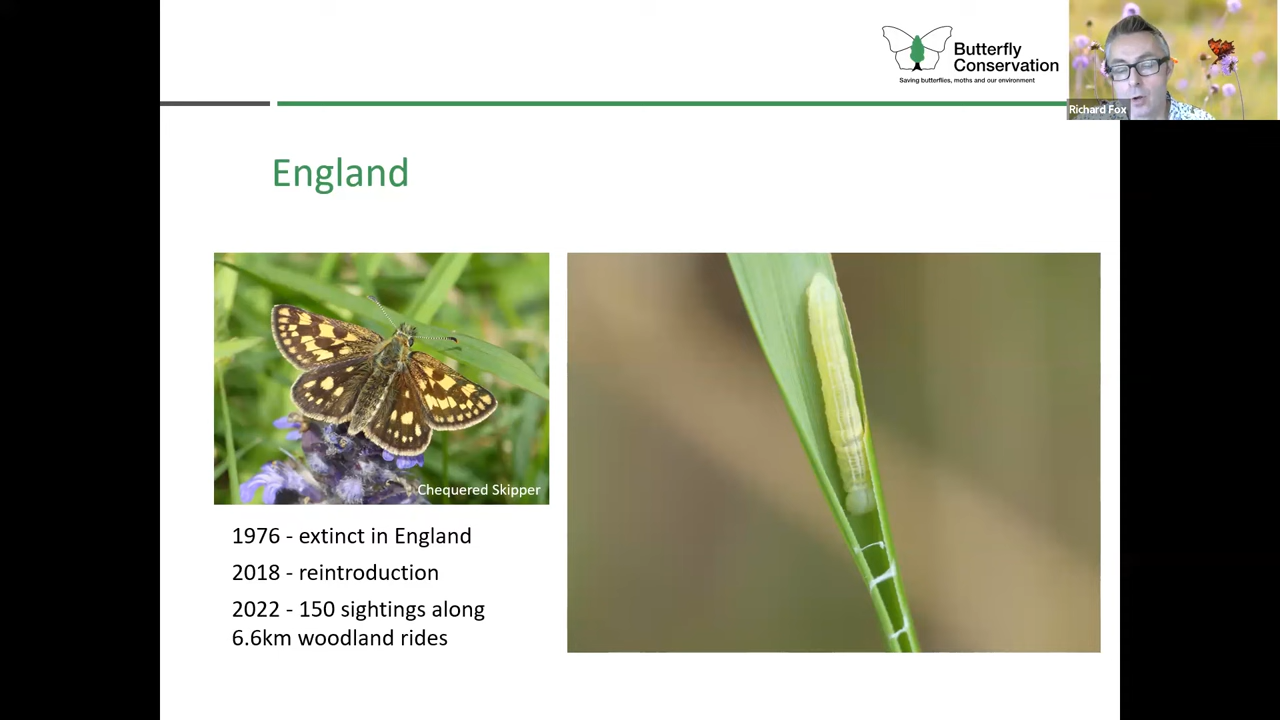 Butterfly
Conservation
Saving butterflies, moths and our environment
Richard Fox
England
Chequered Skipper
1976 - extinct in England
2018 - reintroduction
2022 - 150 sightings along
6.6km woodland rides